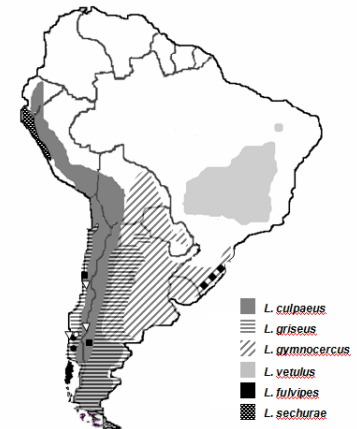 L. culpaeus
L. griseus
L. gymnocercus
L. vetulus
L. fulvipes
L. sechurae